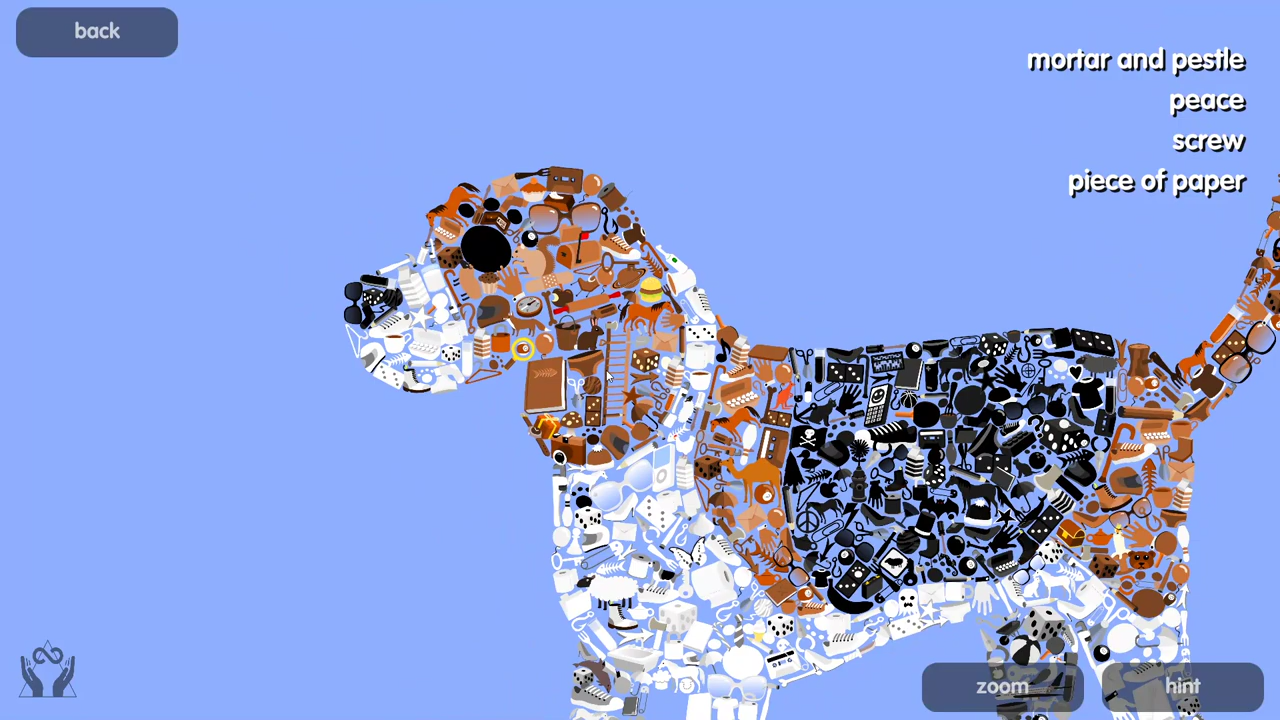 back
mortar and pestle
peace
screw
piece of paper
zoom
hint